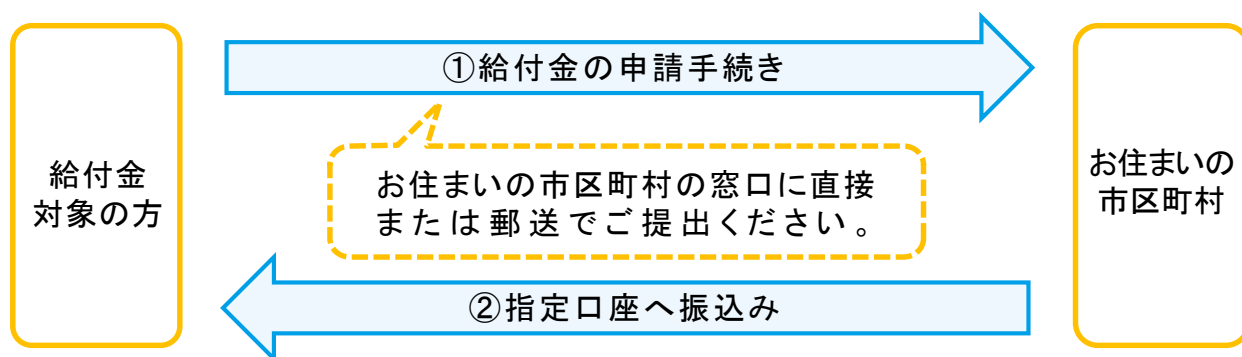 ①給付金の申請手続き
給付金
対象の方
お住まいの市区町村の窓口に直接
または郵送でご提出ください。
お住まいの
市区町村
②指定口座へ振込み